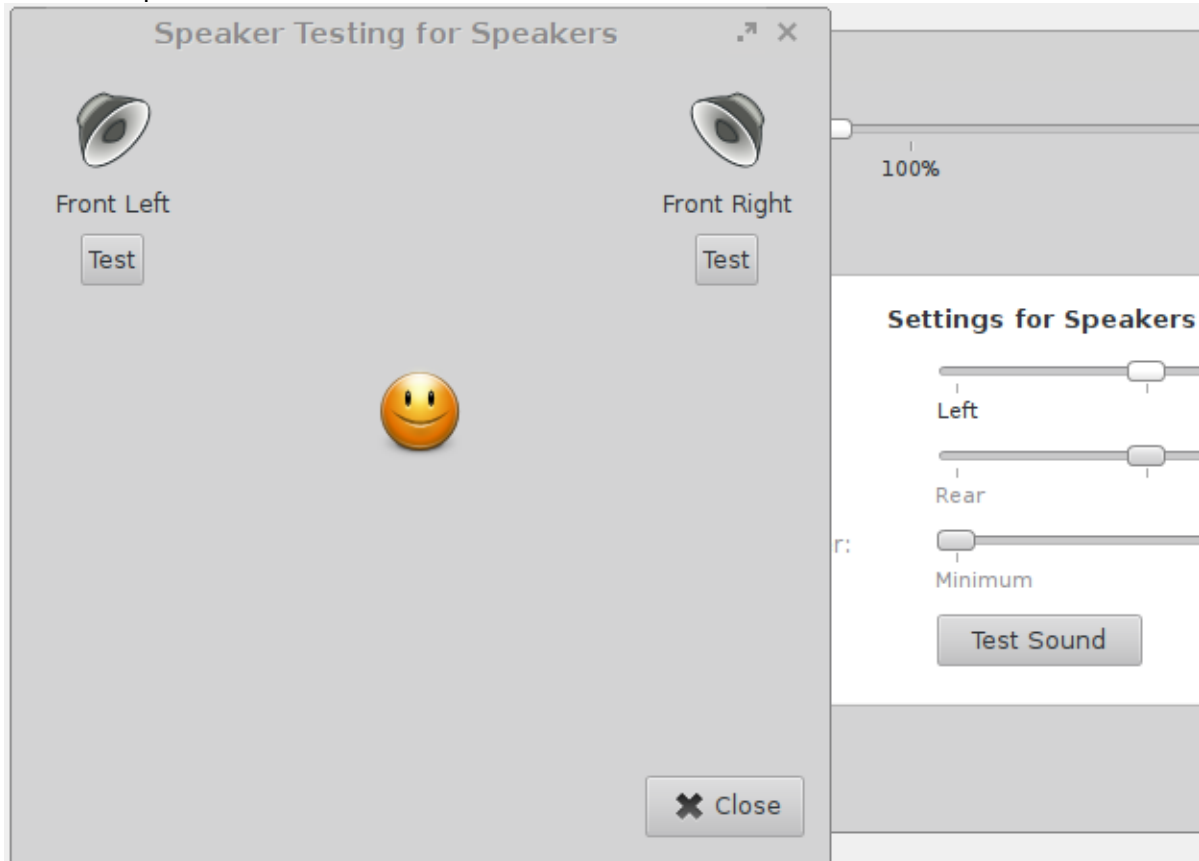 Speaker Testing for Speakers
Front Left
Front Right
Test
Test
Close
100%
Settings for Speakers
Left
Rear
r:
Minimum
Test Sound